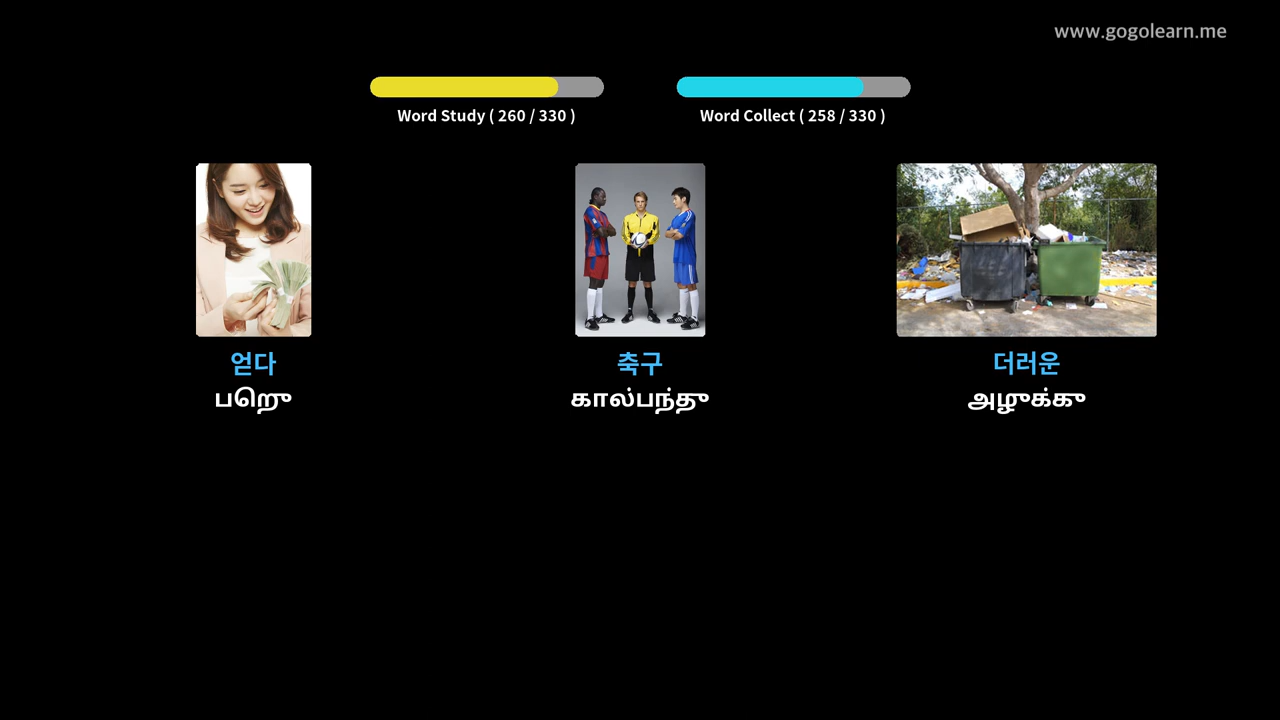 www.gogolearn.me
Word Study ( 260 / 330 )
Word Collect ( 258 / 330 )
얻다
축구
더러운
பறெு
கால்பந்து
அழுக்கு